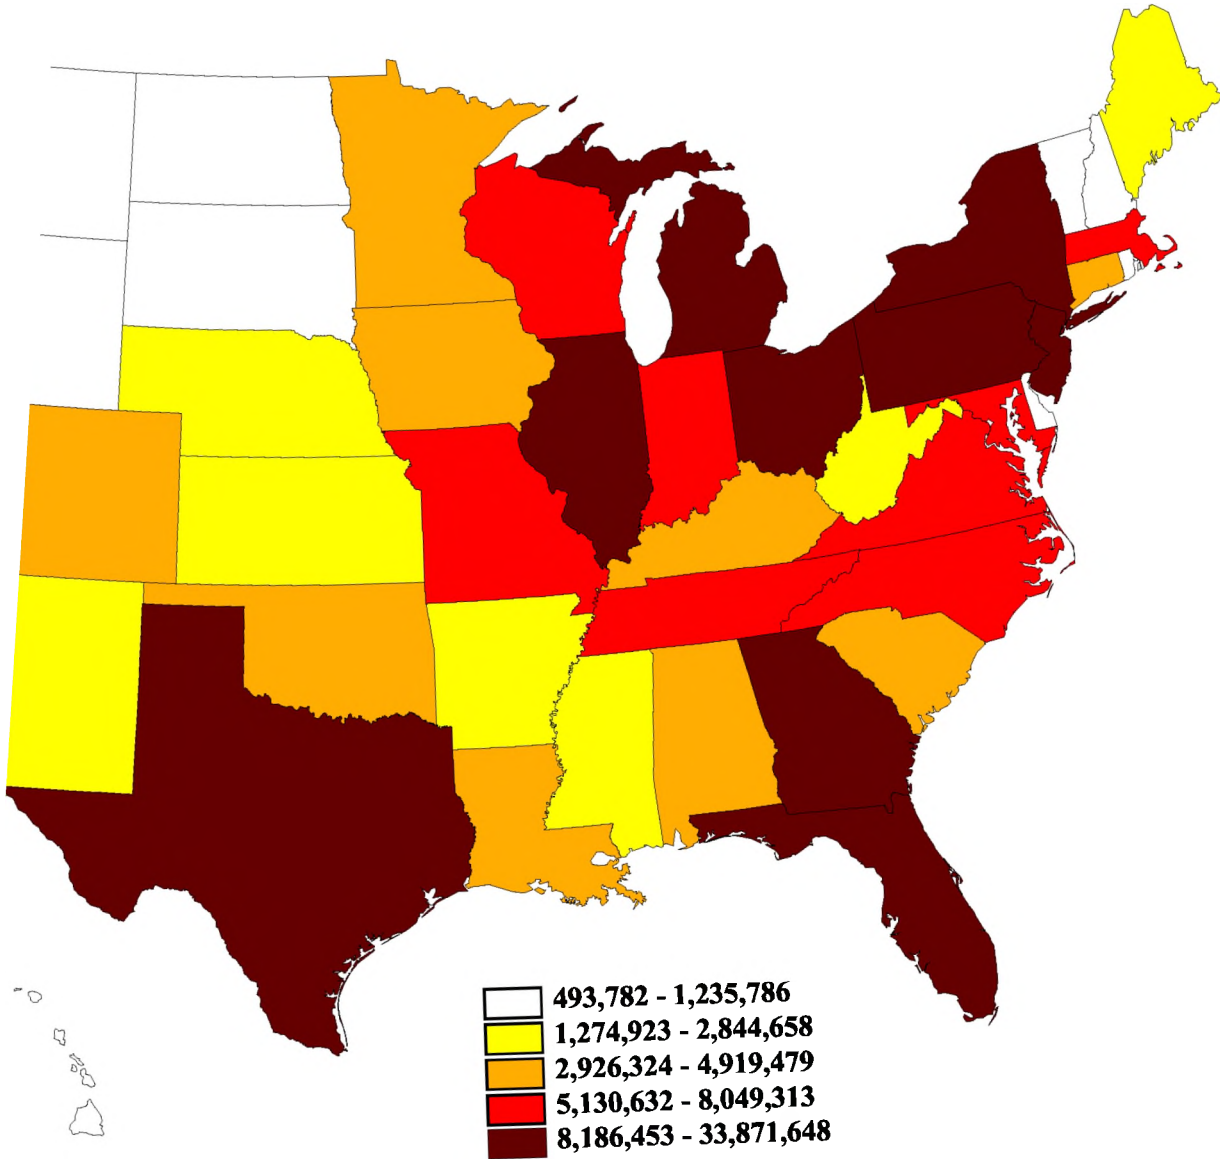 493,782 - 1,235,786
1,274,923 - 2,844,658
2,926,324 - 4,919,479
5,130,632 - 8,049,313
8,186,453 - 33,871,648